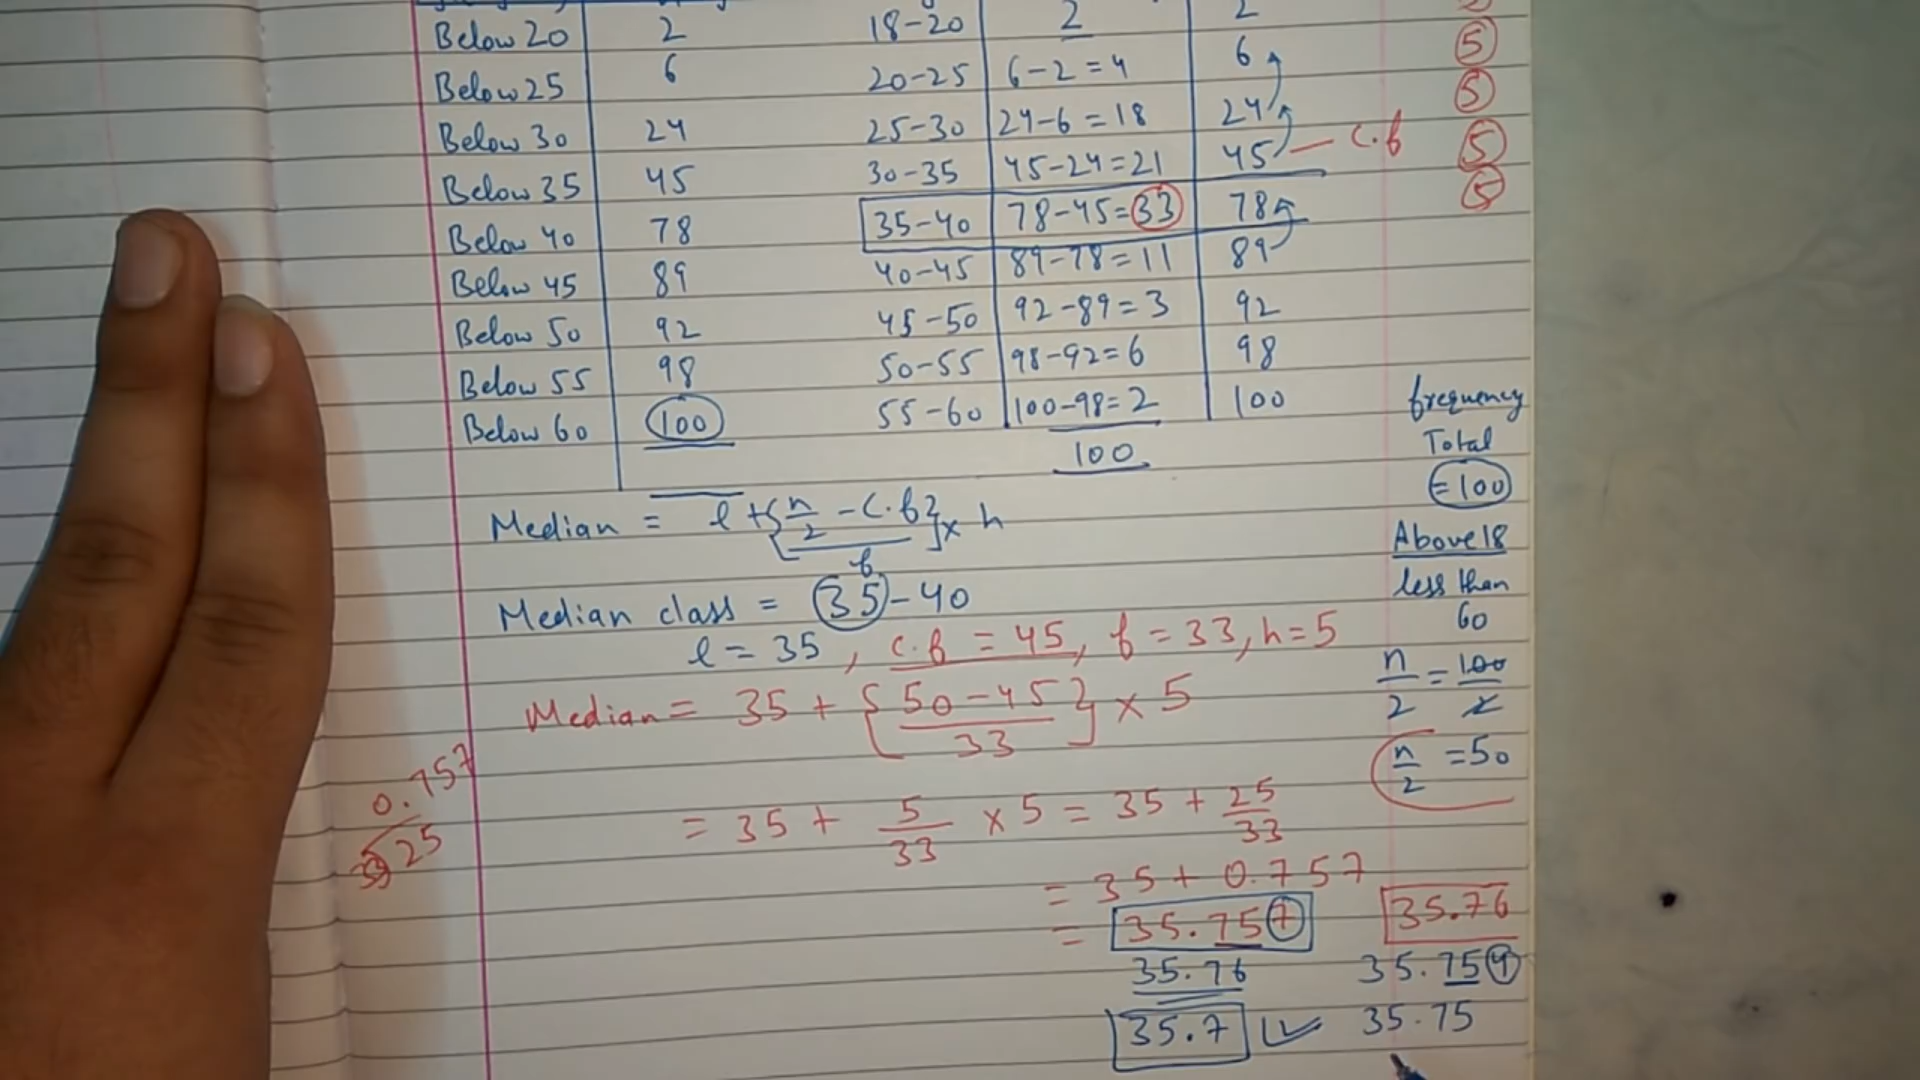 Below 20 2 18-20 2 2
Below 25 6 20-25 6-2=4 6 5
Below 30 24 25-30 24-6=18 24 5
Below 35 45 30-35 45-24=21 45 — c.f 5
Below 40 78 35-40 78-45=33 78 5
Below 45 89 40-45 89-78=11 89
Below 50 92 45-50 92-89=3 92
Below 55 98 50-55 98-92=6 98
Below 60 100 55-60 100-98=2 100
100
frequency
Total
=100
Median = l+{n/2 - c.f}/f × h
Above 18
less than
60
Median class = 35-40
l = 35, c.f = 45, f = 33, h=5
n/2 = 100/2
Median = 35 + {50-45/33} × 5
n/2 =50
0.757
33 25
= 35 + 5/33 × 5 = 35 + 25/33
= 35 + 0.757
= 35.757 35.76
35.76 35.754
35.7 35.75